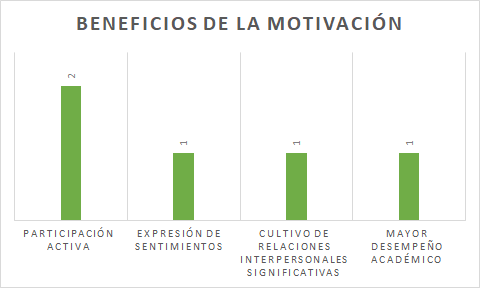 BENEFICIOS DE LA MOTIVACIÓN
2
1
1
1
PARTICIPACIÓN
ACTIVA
EXPRESIÓN DE
SENTIMIENTOS
CULTIVO DE
RELACIONES
INTERPERSONALES
SIGNIFICATIVAS
MAYOR
DESEMPEÑO
ACADÉMICO